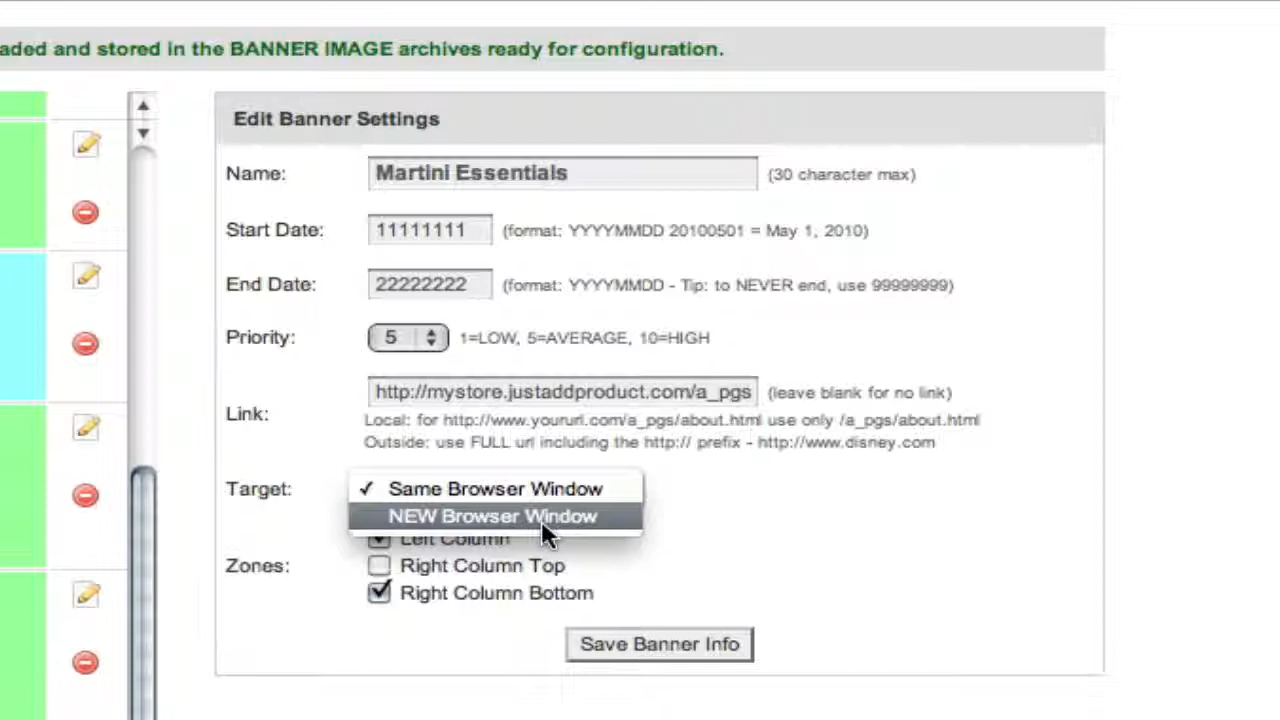 aded and stored in the BANNER IMAGE archives ready for configuration.
Edit Banner Settings
Name: Martini Essentials (30 character max)
Start Date: 11111111 (format: YYYYMMDD 20100501 = May 1, 2010)
End Date: 22222222 (format: YYYYMMDD - Tip: to NEVER end, use 99999999)
Priority: 5 1=LOW, 5=AVERAGE, 10=HIGH
http://mystore.justaddproduct.com/a_pgs (leave blank for no link)
Link:
Local: for http://www.yoururl.com/a_pgs/about.html use only /a_pgs/about.html
Outside: use FULL url including the http:// prefix - http://www.disney.com
Target: Same Browser Window
NEW Browser Window
Left Column
Zones: Right Column Top
Right Column Bottom
Save Banner Info